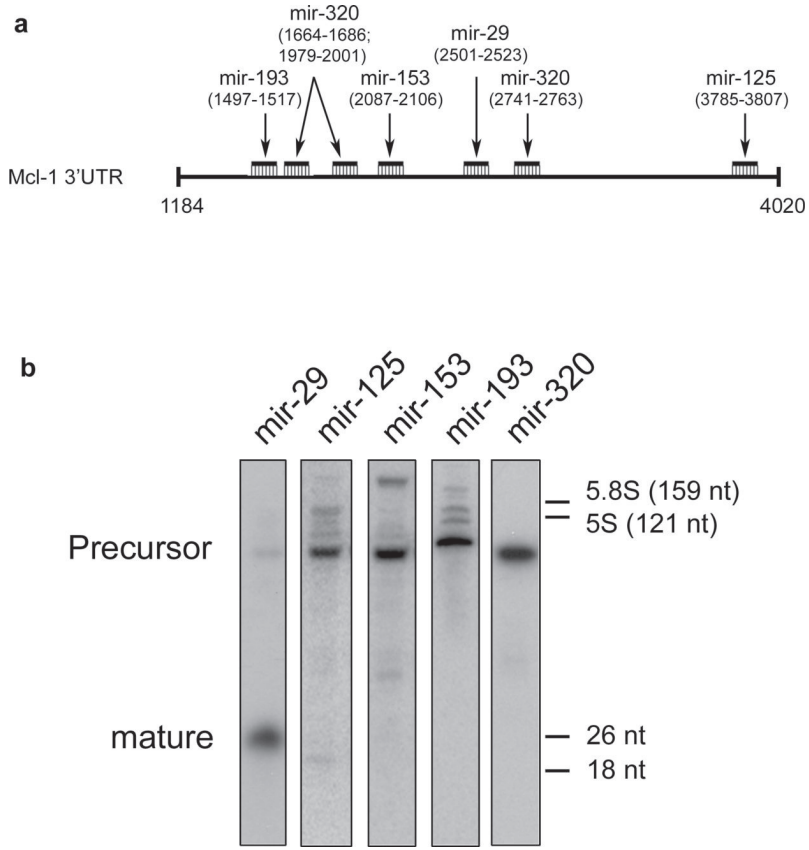 a
mir-320
(1664-1686;
1979-2001)
mir-29
(2501-2523)
mir-193
(1497-1517)
mir-153
(2087-2106)
mir-320
(2741-2763)
mir-125
(3785-3807)
Mcl-1 3’UTR
1184
4020
b
mir-29
mir-125
mir-153
mir-193
mir-320
5.8S (159 nt)
5S (121 nt)
Precursor
mature
26 nt
18 nt